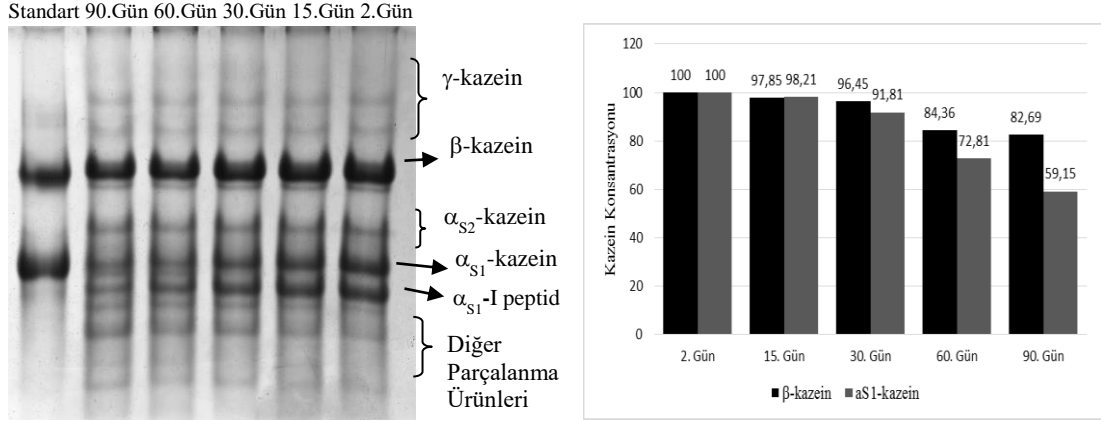 Standart 90.Gün 60.Gün 30.Gün 15.Gün 2.Gün
γ-kazein
β-kazein
αS2-kazein
αS1-kazein
αS1-I peptid
Diğer
Parçalanma
Ürünleri
Kazein Konsantrasyonu
120
100
80
60
40
20
0
100 100
97,85 98,21
96,45 91,81
84,36 72,81
82,69 59,15
2. Gün 15. Gün 30. Gün 60. Gün 90. Gün
β-kazein aS1-kazein